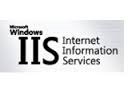 Microsoft
Windows
IIS
Internet
Information
Services